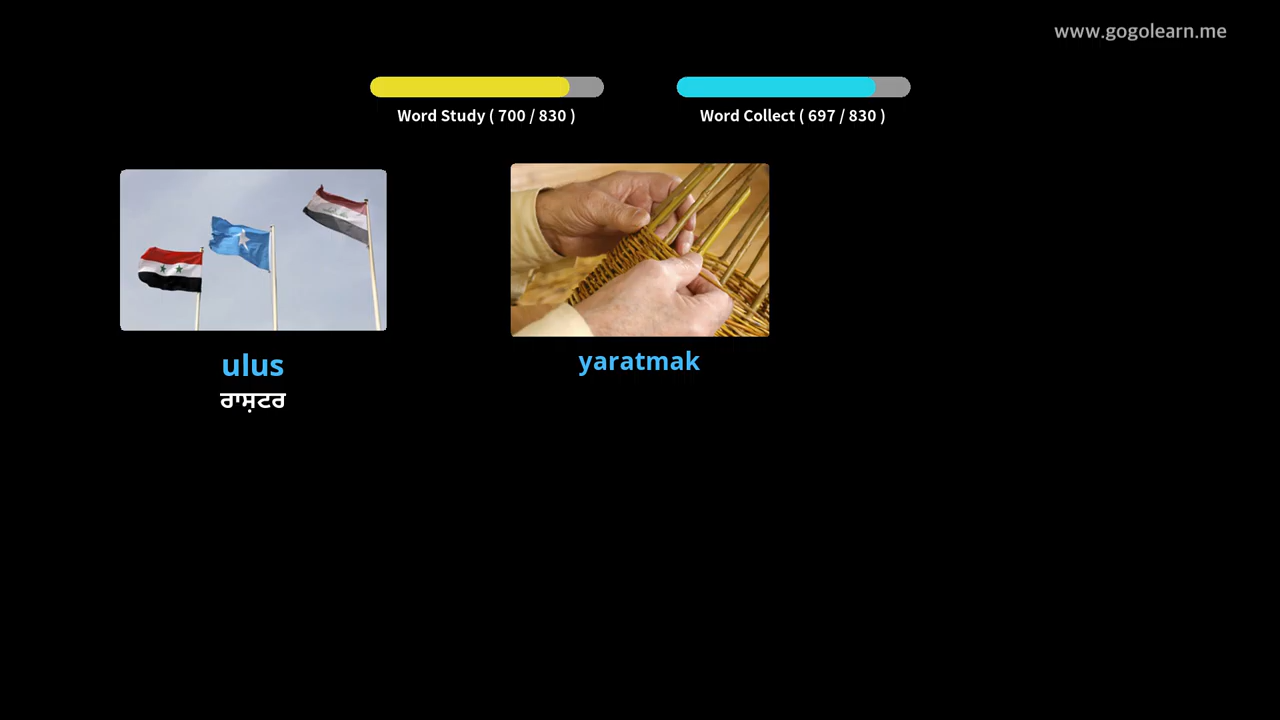 www.gogolearn.me
Word Study ( 700 / 830 )
Word Collect ( 697 / 830 )
ulus
ਰਾਸ਼ਟਰ
yaratmak